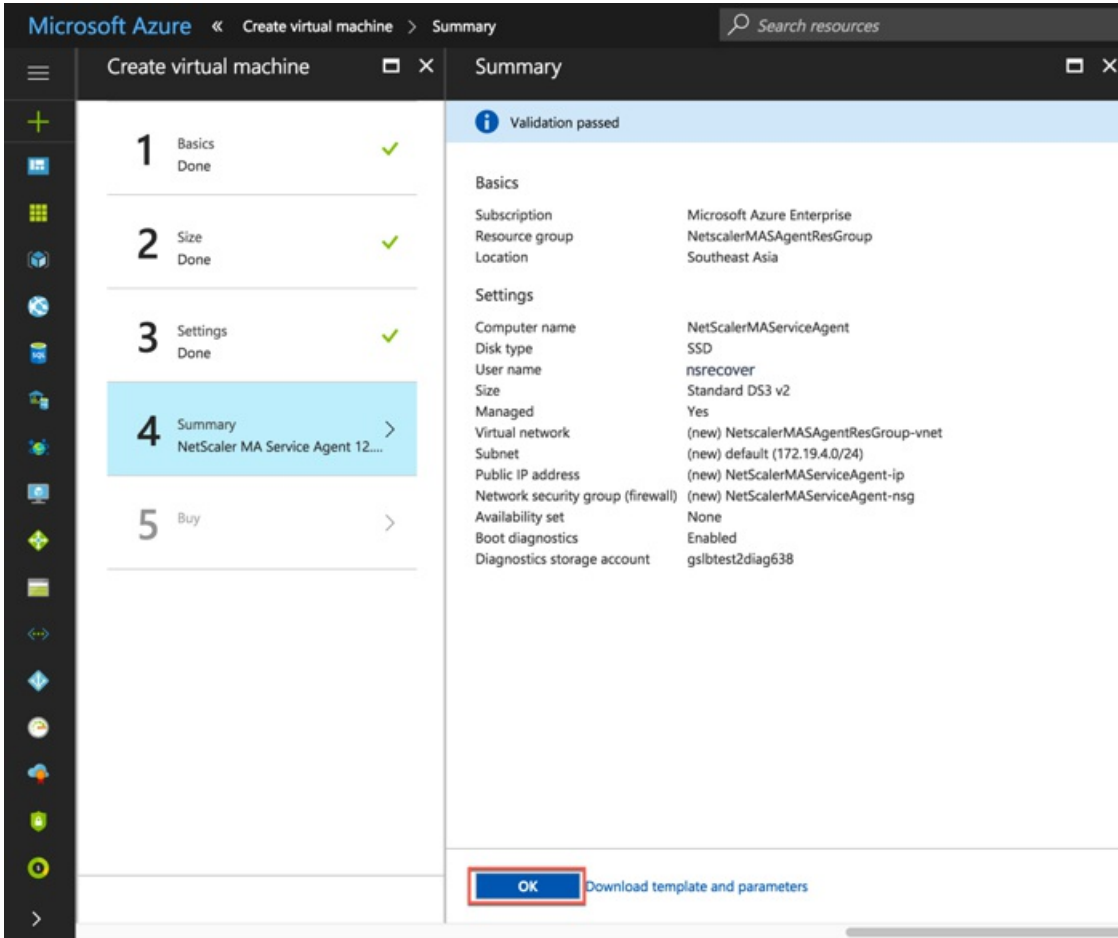 Microsoft Azure « Create virtual machine > Summary
Search resources
Create virtual machine
1 Basics
Done
2 Size
Done
3 Settings
Done
4 Summary
NetScaler MA Service Agent 12....
5 Buy
Summary
Validation passed
Basics
Subscription Microsoft Azure Enterprise
Resource group NetscalerMASAgentResGroup
Location Southeast Asia
Settings
Computer name NetScalerMAServiceAgent
Disk type SSD
User name nsrecover
Size Standard DS3 v2
Managed Yes
Virtual network (new) NetscalerMASAgentResGroup-vnet
Subnet (new) default (172.19.4.0/24)
Public IP address (new) NetScalerMAServiceAgent-ip
Network security group (firewall) (new) NetScalerMAServiceAgent-nsg
Availability set None
Boot diagnostics Enabled
Diagnostics storage account gslbtest2diag638
OK Download template and parameters
SQL